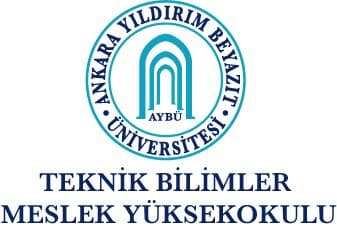 • ANKARA YILDIRIM BEYAZIT •
ÜNİVERSİTESİ
AYBÜ
TEKNİK BİLİMLER
MESLEK YÜKSEKOKULU